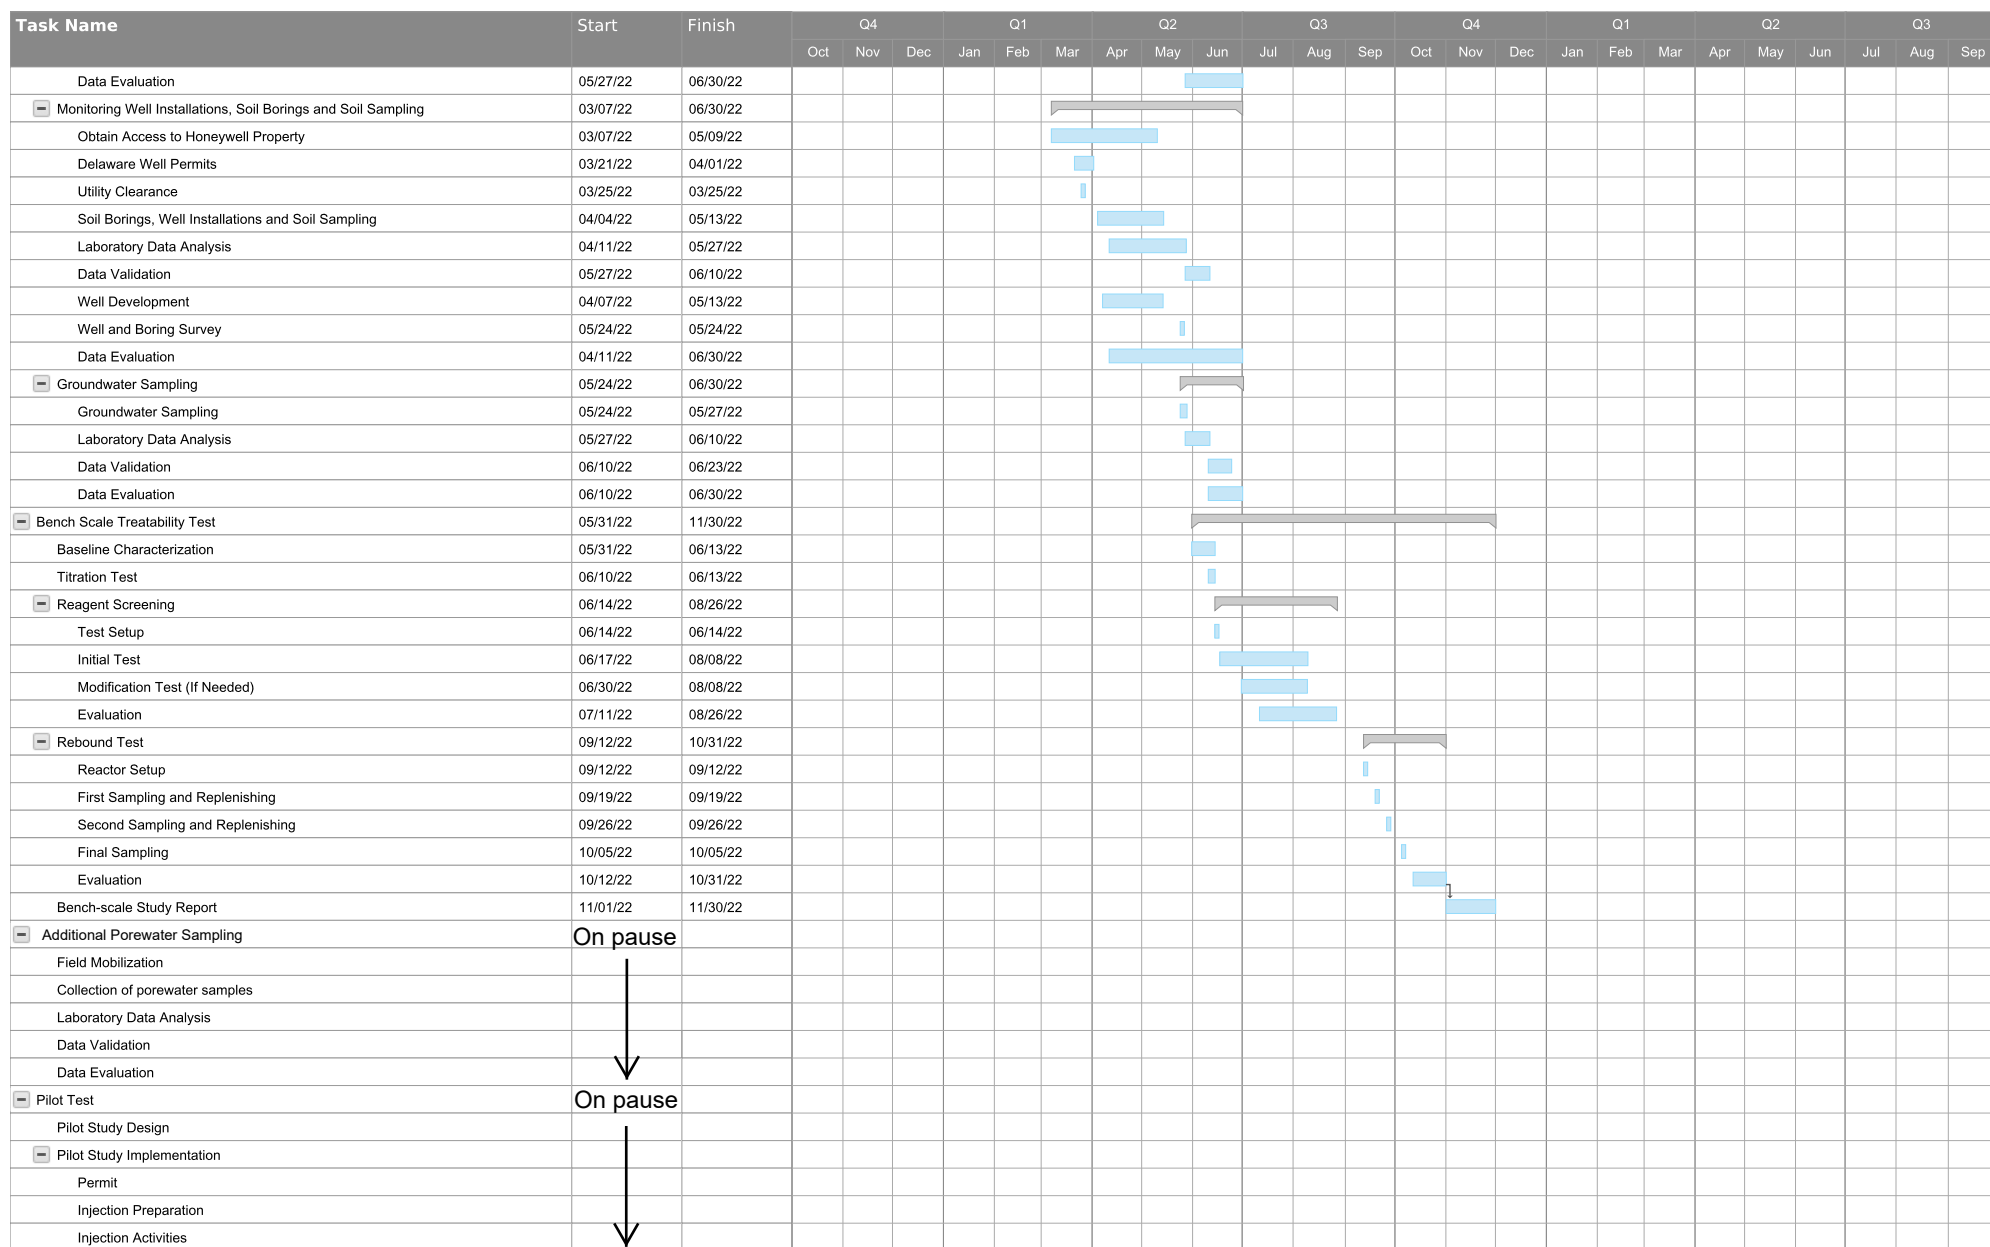 Task Name Start Finish Q4 Q1 Q2 Q3 Q4 Q1 Q2 Q3
Oct Nov Dec Jan Feb Mar Apr May Jun Jul Aug Sep Oct Nov Dec Jan Feb Mar Apr May Jun Jul Aug Sep
Data Evaluation 05/27/22 06/30/22
Monitoring Well Installations, Soil Borings and Soil Sampling 03/07/22 06/30/22
Obtain Access to Honeywell Property 03/07/22 05/09/22
Delaware Well Permits 03/21/22 04/01/22
Utility Clearance 03/25/22 03/25/22
Soil Borings, Well Installations and Soil Sampling 04/04/22 05/13/22
Laboratory Data Analysis 04/11/22 05/27/22
Data Validation 05/27/22 06/10/22
Well Development 04/07/22 05/13/22
Well and Boring Survey 05/24/22 05/24/22
Data Evaluation 04/11/22 06/30/22
Groundwater Sampling 05/24/22 06/30/22
Groundwater Sampling 05/24/22 05/27/22
Laboratory Data Analysis 05/27/22 06/10/22
Data Validation 06/10/22 06/23/22
Data Evaluation 06/10/22 06/30/22
Bench Scale Treatability Test 05/31/22 11/30/22
Baseline Characterization 05/31/22 06/13/22
Titration Test 06/10/22 06/13/22
Reagent Screening 06/14/22 08/26/22
Test Setup 06/14/22 06/14/22
Initial Test 06/17/22 08/08/22
Modification Test (If Needed) 06/30/22 08/08/22
Evaluation 07/11/22 08/26/22
Rebound Test 09/12/22 10/31/22
Reactor Setup 09/12/22 09/12/22
First Sampling and Replenishing 09/19/22 09/19/22
Second Sampling and Replenishing 09/26/22 09/26/22
Final Sampling 10/05/22 10/05/22
Evaluation 10/12/22 10/31/22
Bench-scale Study Report 11/01/22 11/30/22
Additional Porewater Sampling On pause
Field Mobilization
Collection of porewater samples
Laboratory Data Analysis
Data Validation
Data Evaluation
Pilot Test On pause
Pilot Study Design
Pilot Study Implementation
Permit
Injection Preparation
Injection Activities